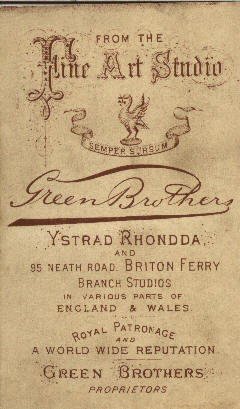 FROM THE
Fine Art Studio
SEMPER SURSUM
Green Brothers
YSTRAD RHONDDA,
AND
95 NEATH ROAD. BRITON FERRY
BRANCH STUDIOS
IN VARIOUS PARTS OF
ENGLAND & WALES.
ROYAL PATRONAGE
AND
A WORLD WIDE REPUTATION.
GREEN BROTHERS
PROPRIETORS